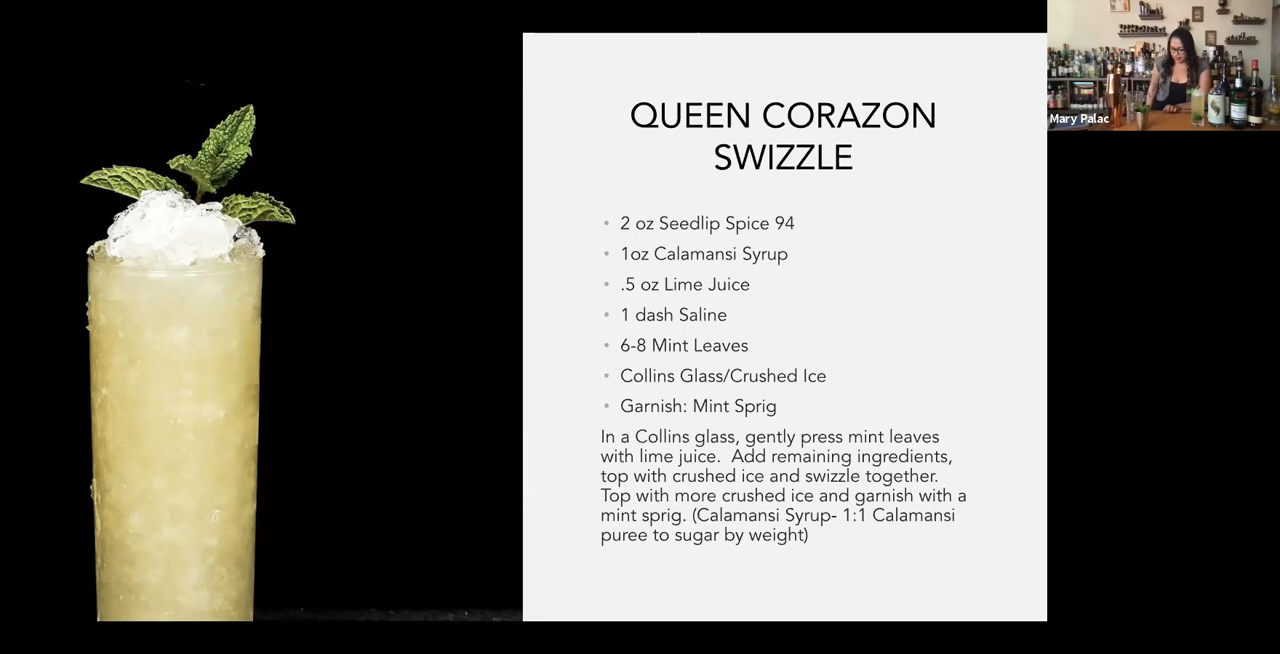 QUEEN CORAZON
SWIZZLE
• 2 oz Seedlip Spice 94
• 1oz Calamansi Syrup
• .5 oz Lime Juice
• 1 dash Saline
• 6-8 Mint Leaves
• Collins Glass/Crushed Ice
• Garnish: Mint Sprig
In a Collins glass, gently press mint leaves
with lime juice.  Add remaining ingredients,
top with crushed ice and swizzle together.
Top with more crushed ice and garnish with a
mint sprig. (Calamansi Syrup- 1:1 Calamansi
puree to sugar by weight)
Mary Palac